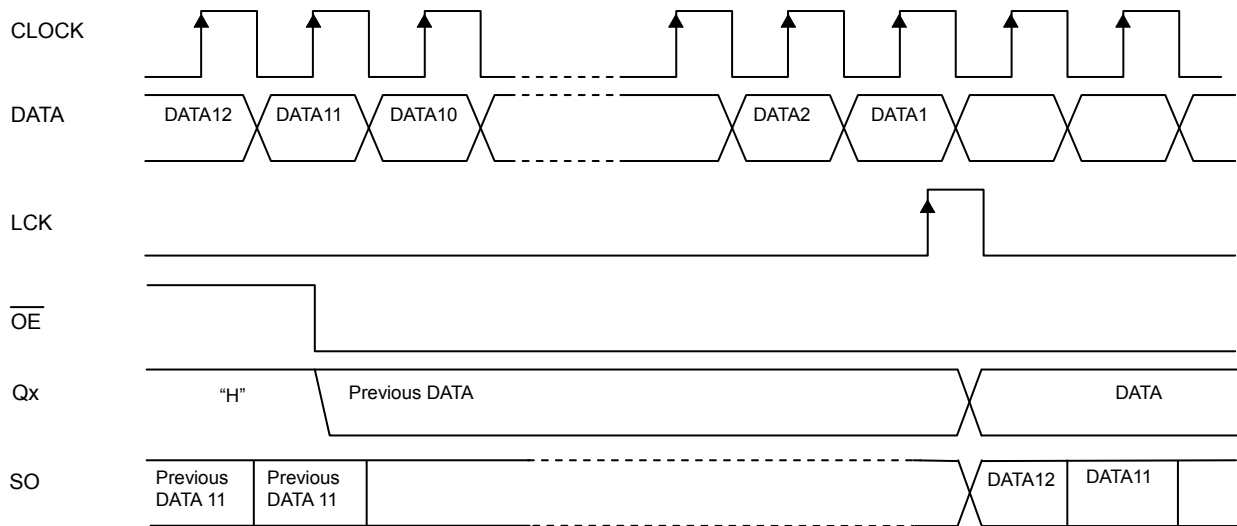 CLOCK
DATA
DATA12
DATA11
DATA10
DATA2
DATA1
LCK
OE
Qx
“H”
Previous DATA
DATA
SO
Previous
DATA 11
Previous
DATA 11
DATA12
DATA11